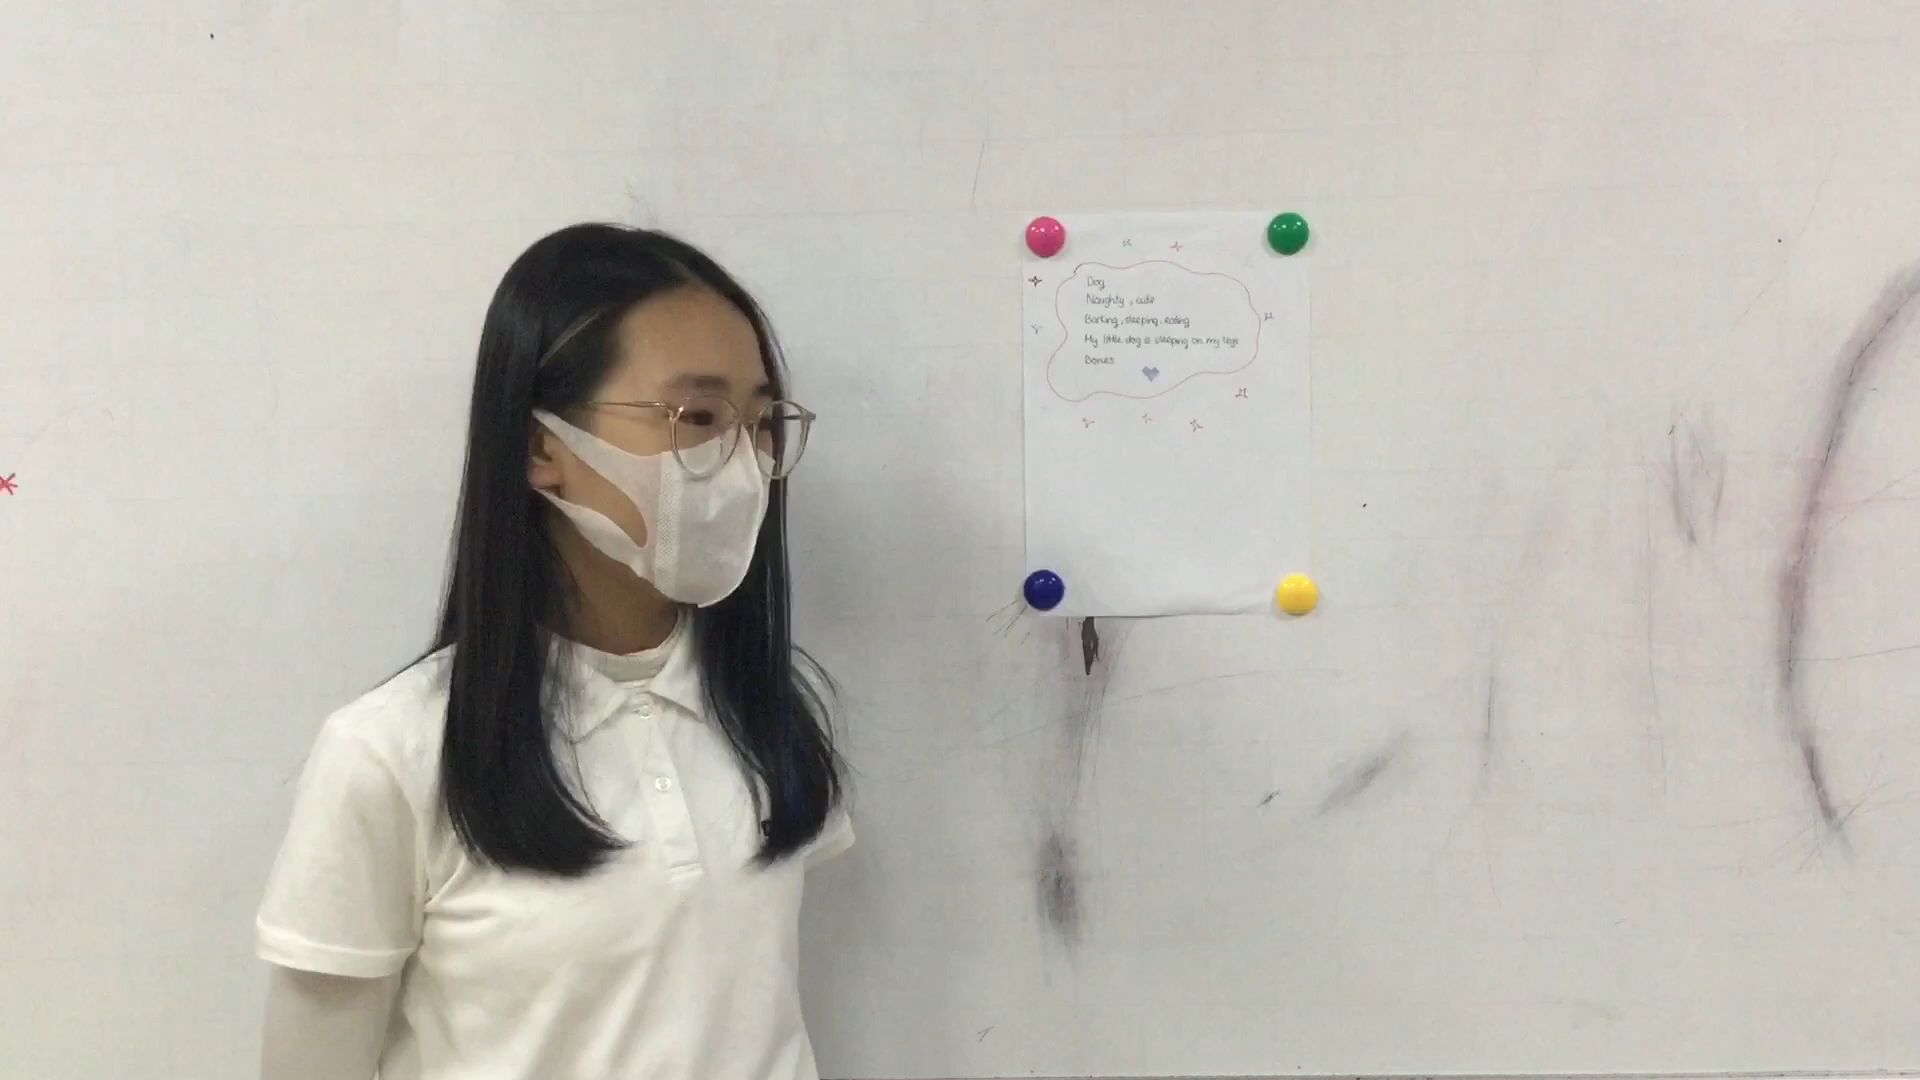 Dog
Naughty, cute
Barking, sleeping, eating
My little dog is sleeping on my legs
Bones